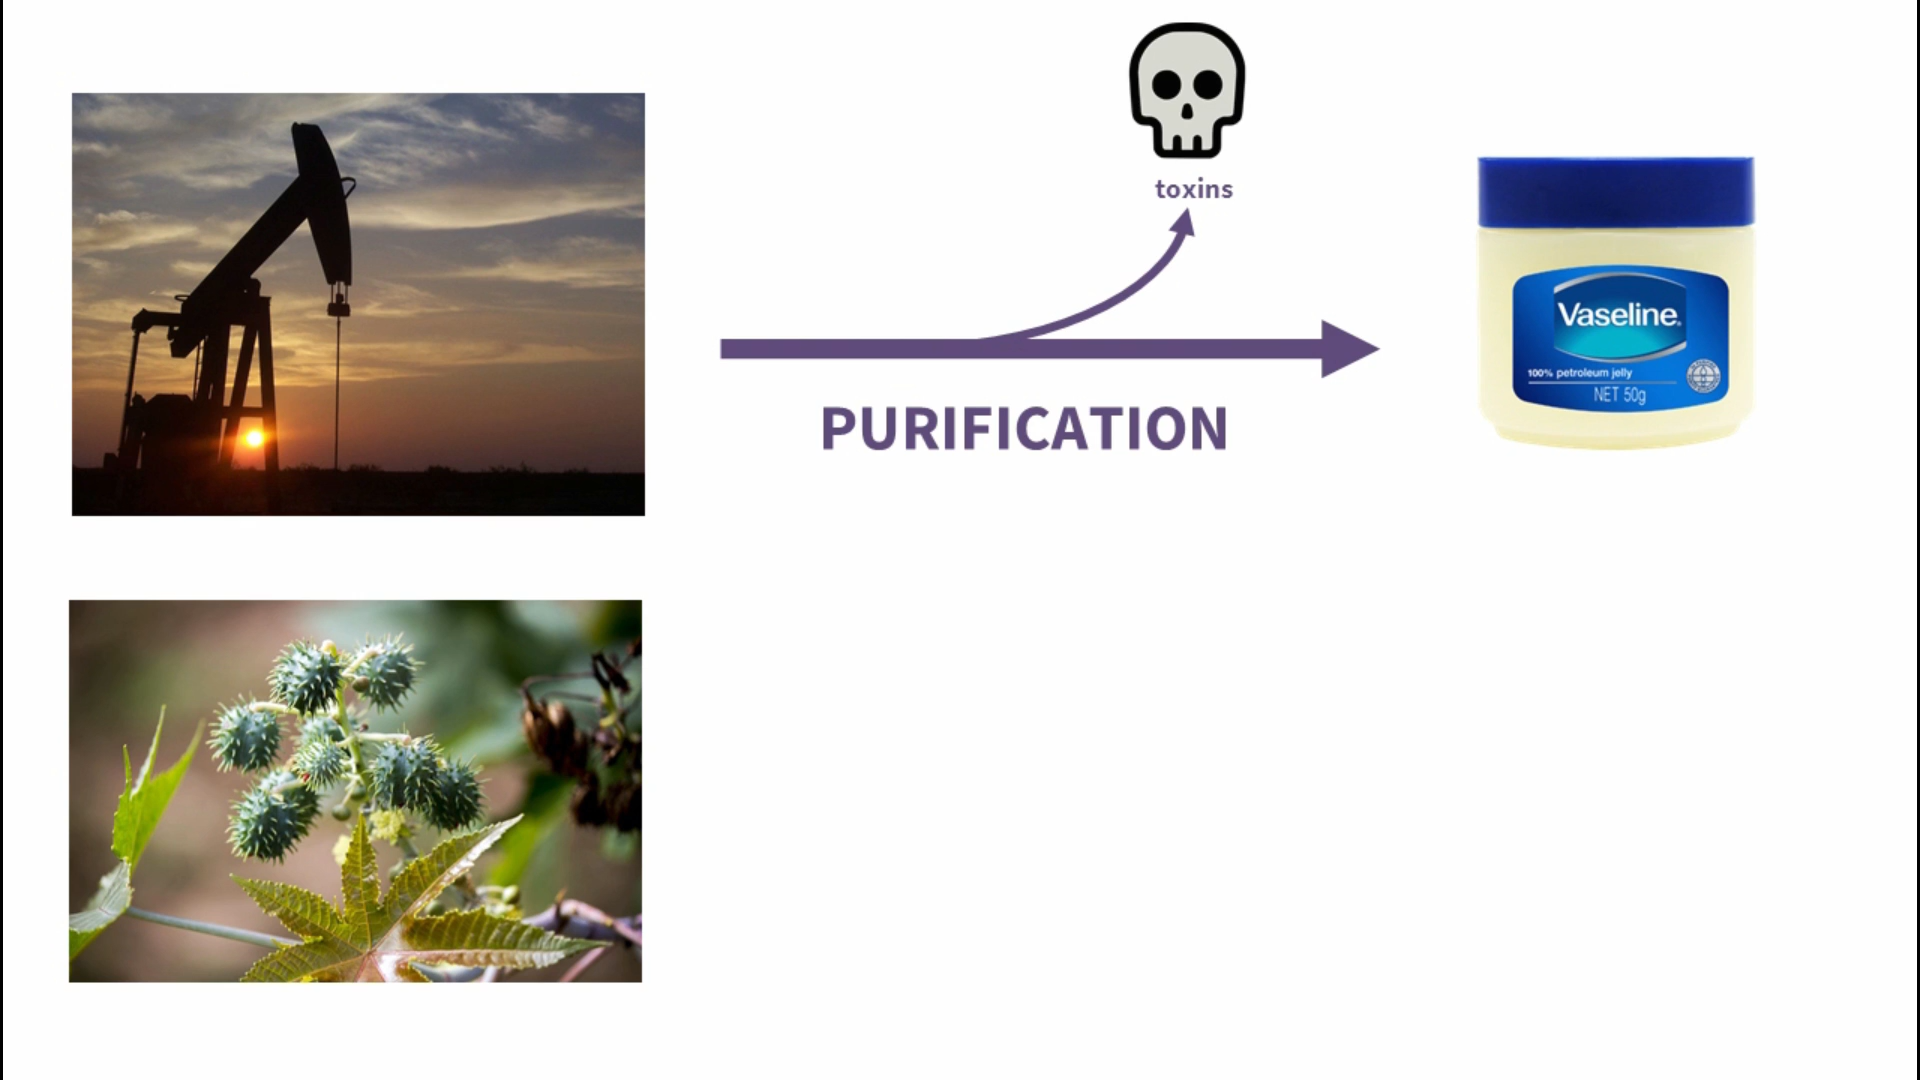 toxins
PURIFICATION
Vaseline.
100% petroleum jelly
NET 50g